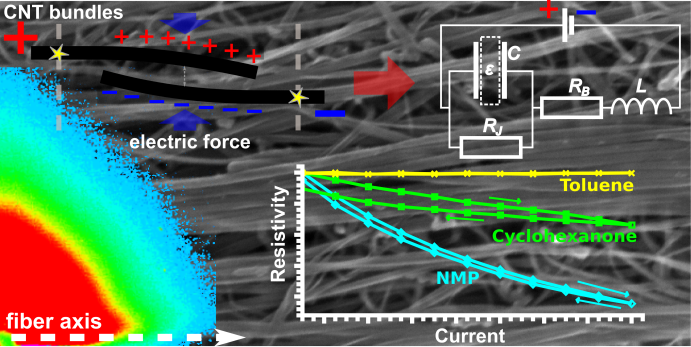 CNT bundles
+
+ + + + + + +
electric force
−
+
−
ε
C
R_J
R_B
L
Toluene
Cyclohexanone
NMP
Resistivity
Current
fiber axis